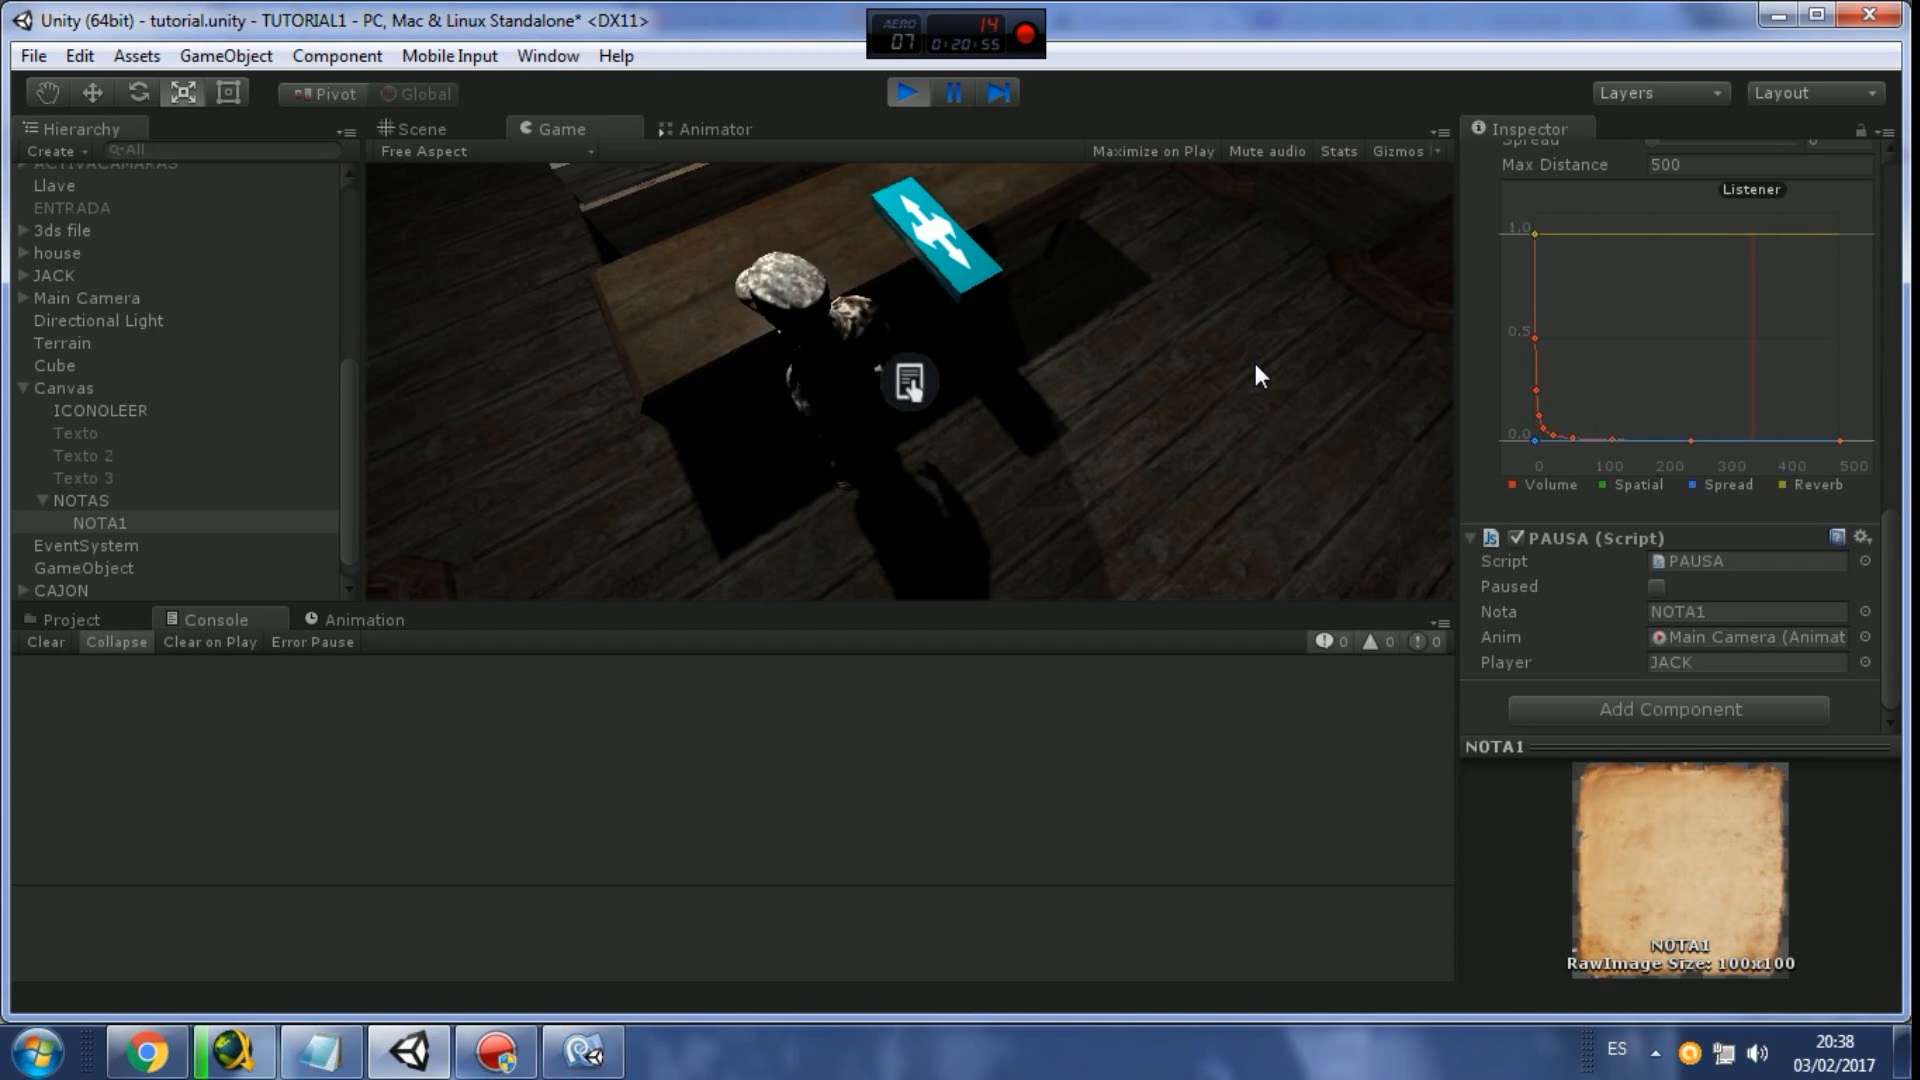 Unity (64bit) - tutorial.unity - TUTORIAL1 - PC, Mac & Linux Standalone* <DX11>
AERO
07
14
0:20:55
File Edit Assets GameObject Component Mobile Input Window Help
Pivot Global
Layers Layout
Hierarchy
Create All
ACTIVACAMARAS
Llave
ENTRADA
3ds file
house
JACK
Main Camera
Directional Light
Terrain
Cube
Canvas
ICONOLEER
Texto
Texto 2
Texto 3
NOTAS
NOTA1
EventSystem
GameObject
CAJON
Scene Game Animator
Free Aspect Maximize on Play Mute audio Stats Gizmos
Inspector
Spread 0
Max Distance 500
Listener
1.0
0.5
0.0
0 100 200 300 400 500
Volume Spatial Spread Reverb
PAUSA (Script)
Script PAUSA
Paused
Nota NOTA1
Anim Main Camera (Animat
Player JACK
Add Component
NOTA1
NOTA1
RawImage Size: 100x100
Project Console Animation
Clear Collapse Clear on Play Error Pause 0 0 0
ES
20:38
03/02/2017